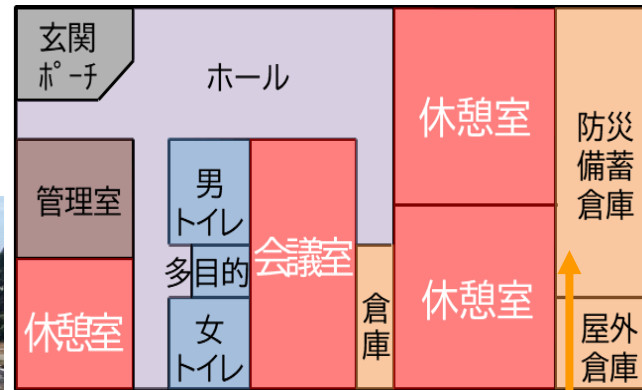 玄関
ﾎﾟｰﾁ
ホール
休憩室
防災
備蓄
倉庫
管理室
男
トイレ
会議室
多目的
休憩室
倉
庫
休憩室
女
トイレ
屋外
倉庫